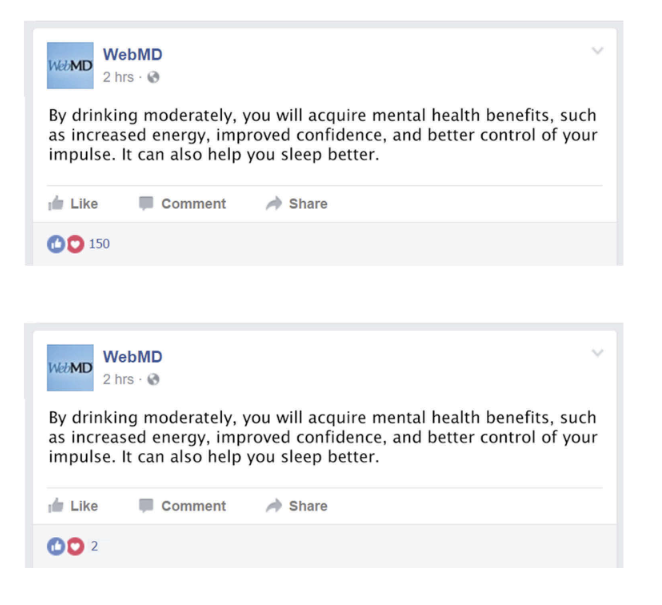 WebMD
WebMD
2 hrs ·
By drinking moderately, you will acquire mental health benefits, such
as increased energy, improved confidence, and better control of your
impulse. It can also help you sleep better.
Like Comment Share
150
WebMD
WebMD
2 hrs ·
By drinking moderately, you will acquire mental health benefits, such
as increased energy, improved confidence, and better control of your
impulse. It can also help you sleep better.
Like Comment Share
2